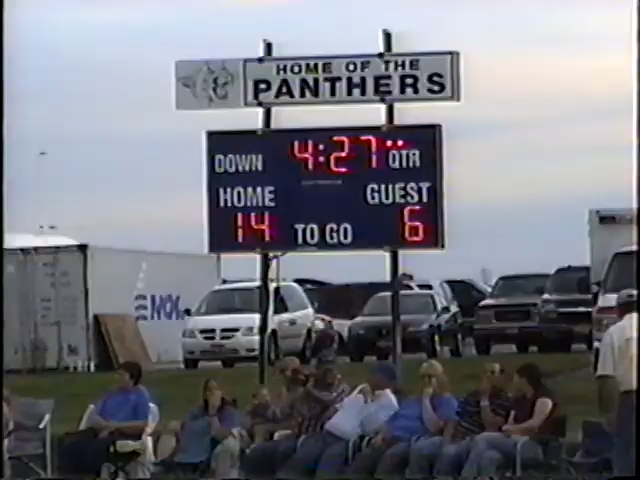 HOME OF THE
PANTHERS
DOWN 4:27 QTR
HOME GUEST
14 TO GO 6